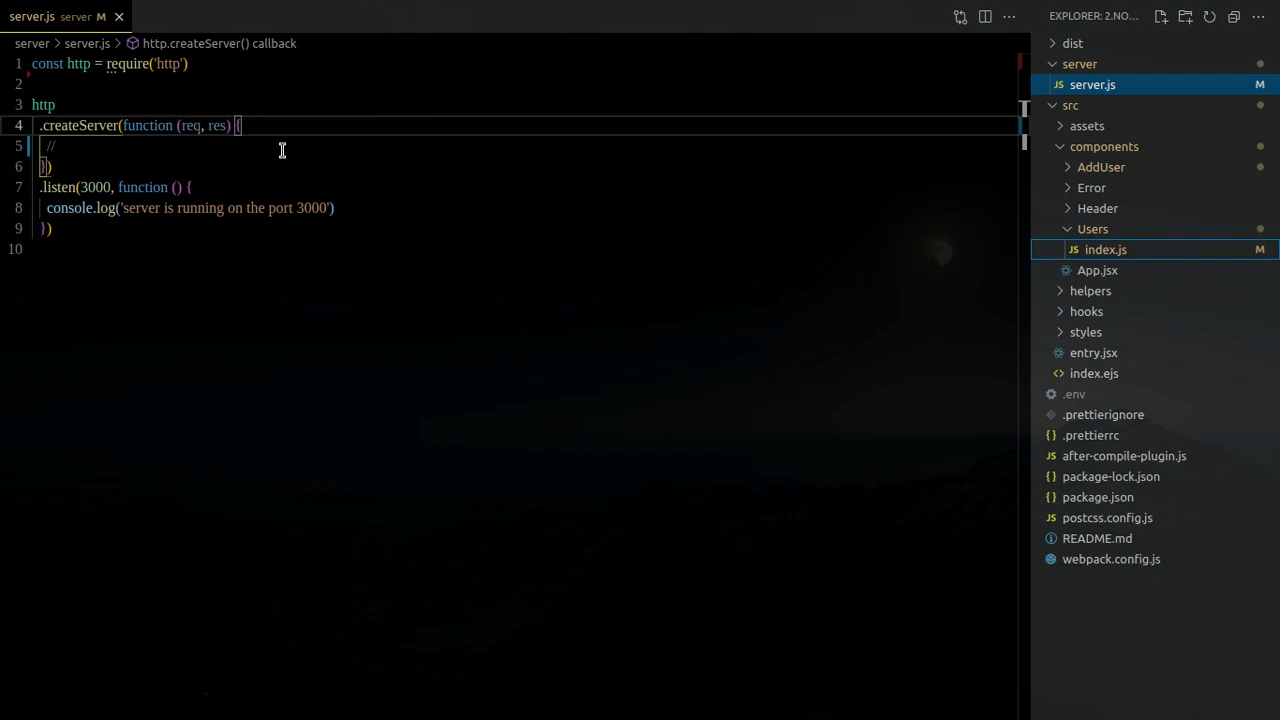 server.js server M
EXPLORER: 2.NO...
server > server.js > http.createServer() callback
1 const http = require('http')
2
3 http
4 .createServer(function (req, res) {
5 //
6 })
7 .listen(3000, function () {
8 console.log('server is running on the port 3000')
9 })
10
dist
server
JS server.js M
src
assets
components
AddUser
Error
Header
Users
JS index.js M
App.jsx
helpers
hooks
styles
entry.jsx
<> index.ejs
.env
.prettierignore
{} .prettierrc
JS after-compile-plugin.js
{} package-lock.json
{} package.json
JS postcss.config.js
README.md
webpack.config.js